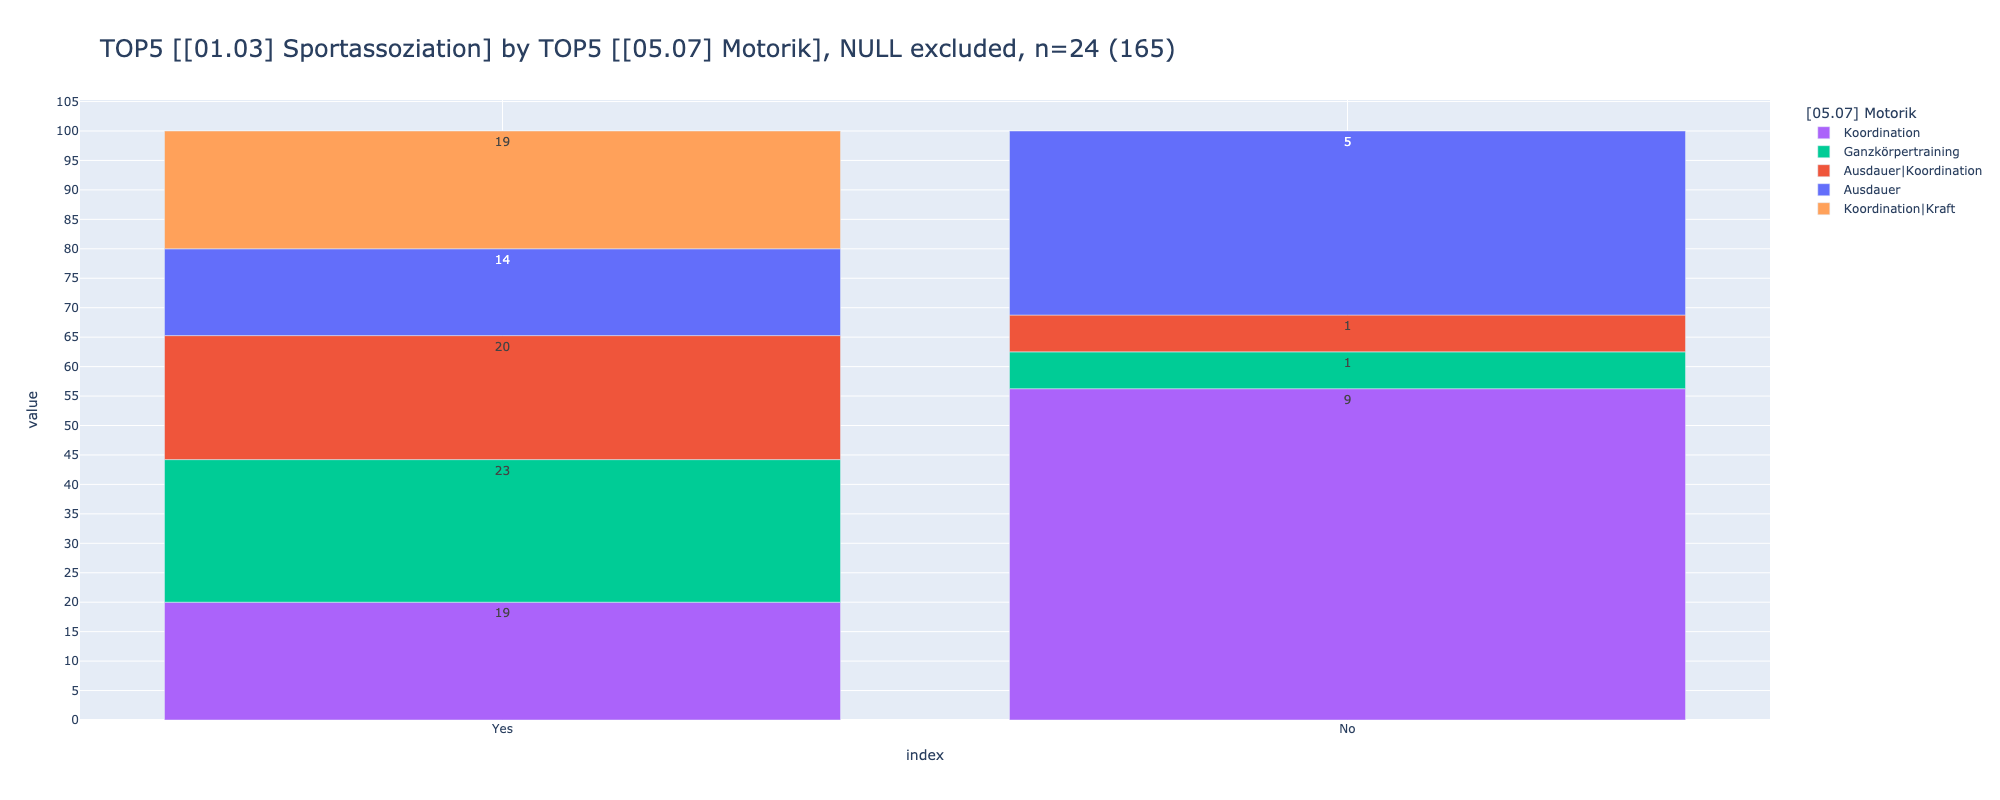 TOP5 [[01.03] Sportassoziation] by TOP5 [[05.07] Motorik], NULL excluded, n=24 (165)
105
100
95
90
85
80
75
70
65
60
55
50
45
40
35
30
25
20
15
10
5
0
value
19
14
20
23
19
5
1
1
9
Yes
No
index
[05.07] Motorik
Koordination
Ganzkörpertraining
Ausdauer|Koordination
Ausdauer
Koordination|Kraft